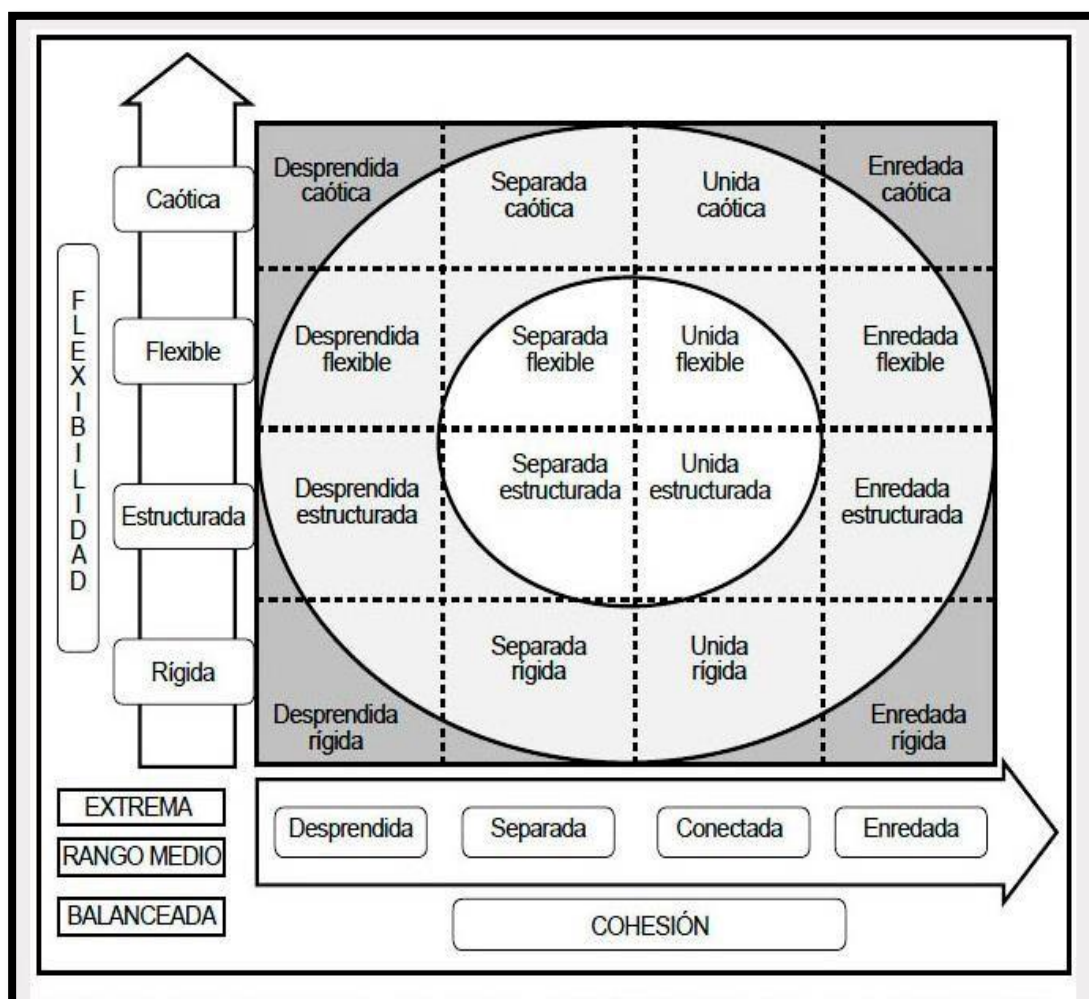 Caótica
Flexible
Estructurada
Rígida
FLEXIBILIDAD
Desprendida
caótica
Separada
caótica
Unida
caótica
Enredada
caótica
Desprendida
flexible
Separada
flexible
Unida
flexible
Enredada
flexible
Desprendida
estructurada
Separada
estructurada
Unida
estructurada
Enredada
estructurada
Desprendida
rígida
Separada
rígida
Unida
rígida
Enredada
rígida
EXTREMA
RANGO MEDIO
BALANCEADA
Desprendida
Separada
Conectada
Enredada
COHESIÓN